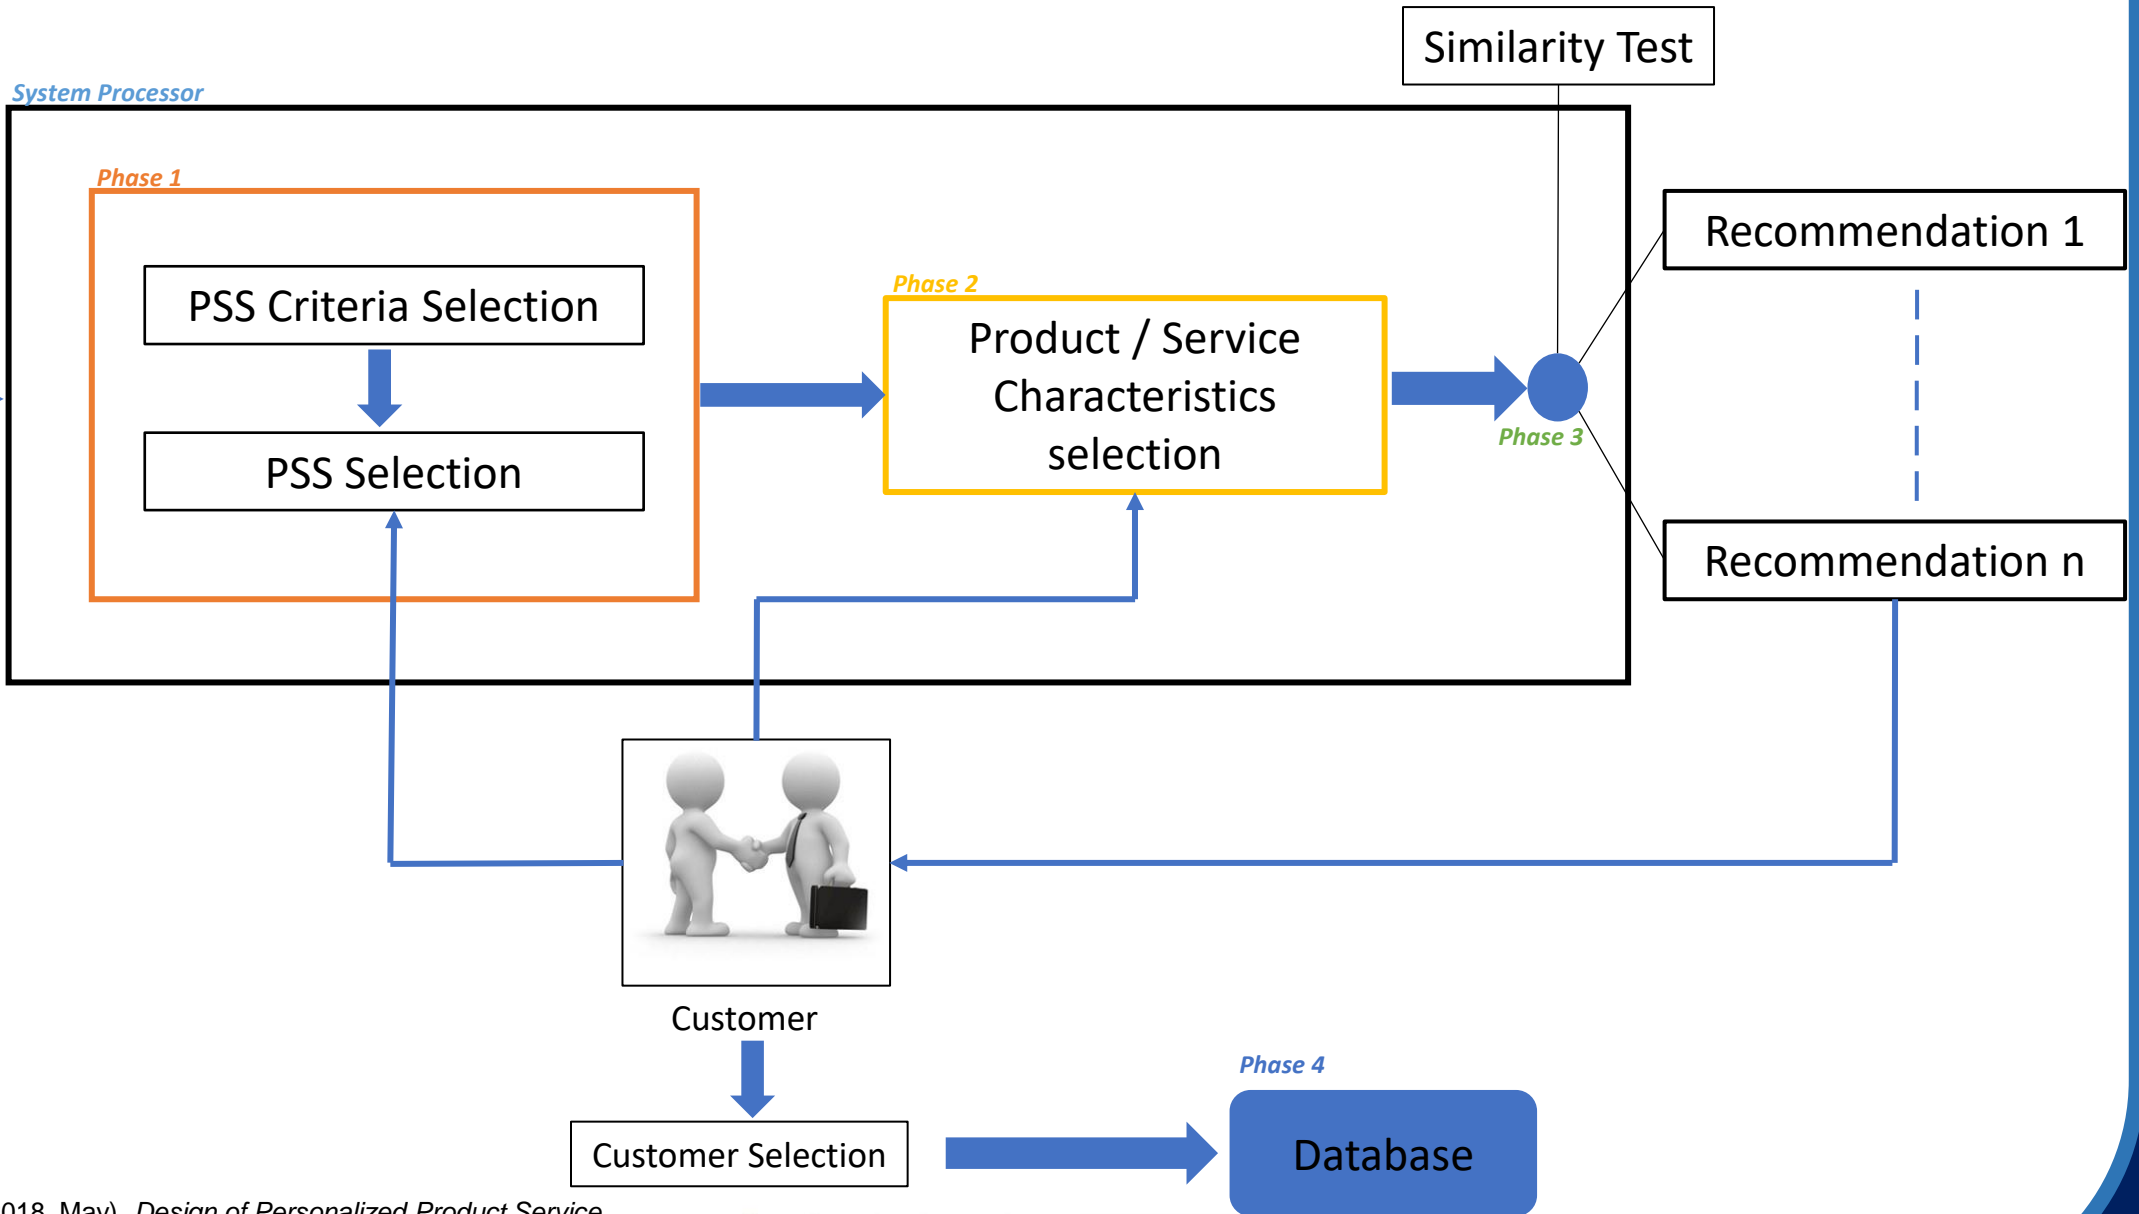 Similarity Test
System Processor
Phase 1
PSS Criteria Selection
PSS Selection
Phase 2
Product / Service
Characteristics
selection
Phase 3
Recommendation 1
Recommendation n
Customer
Customer Selection
Phase 4
Database
018, May). Design of Personalized Product Service